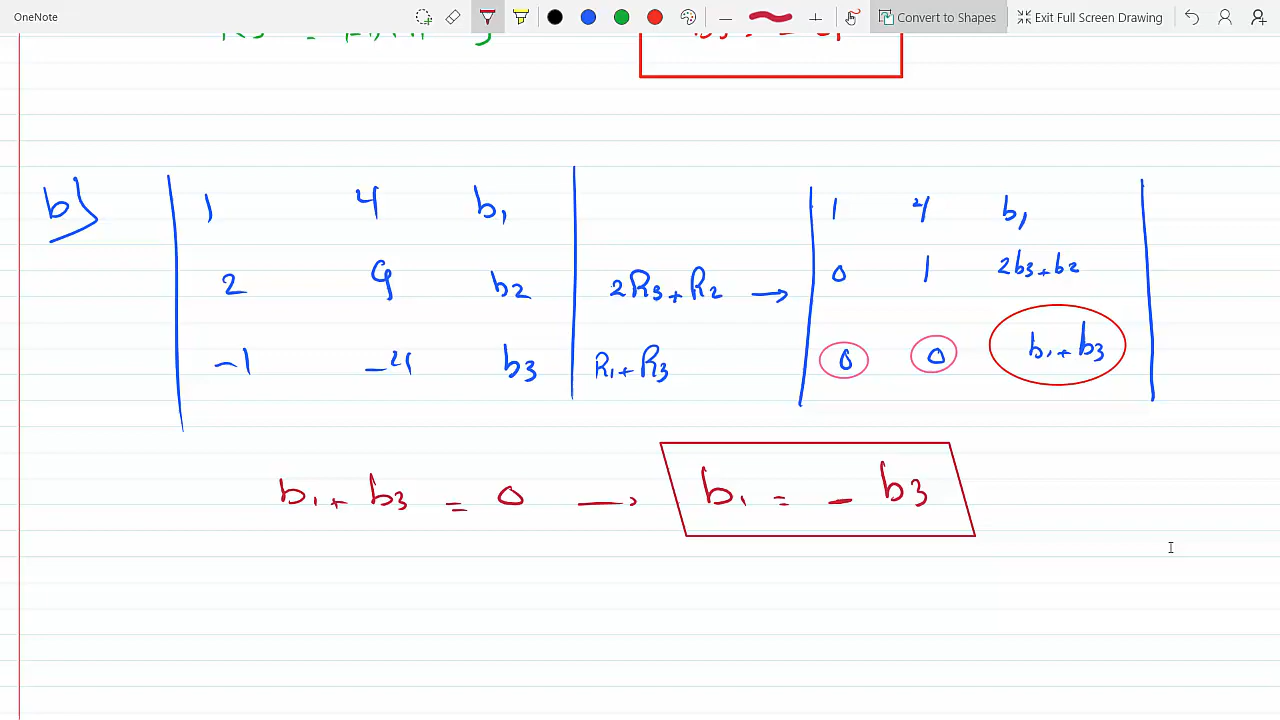 OneNote
Convert to Shapes
Exit Full Screen Drawing
b)
1 4 b1
2 9 b2 2R3+R2 →
-1 -4 b3 R1+R3
1 4 b1
0 1 2b3+b2
0 0 b1+b3
b1+b3 = 0 → b1 = - b3